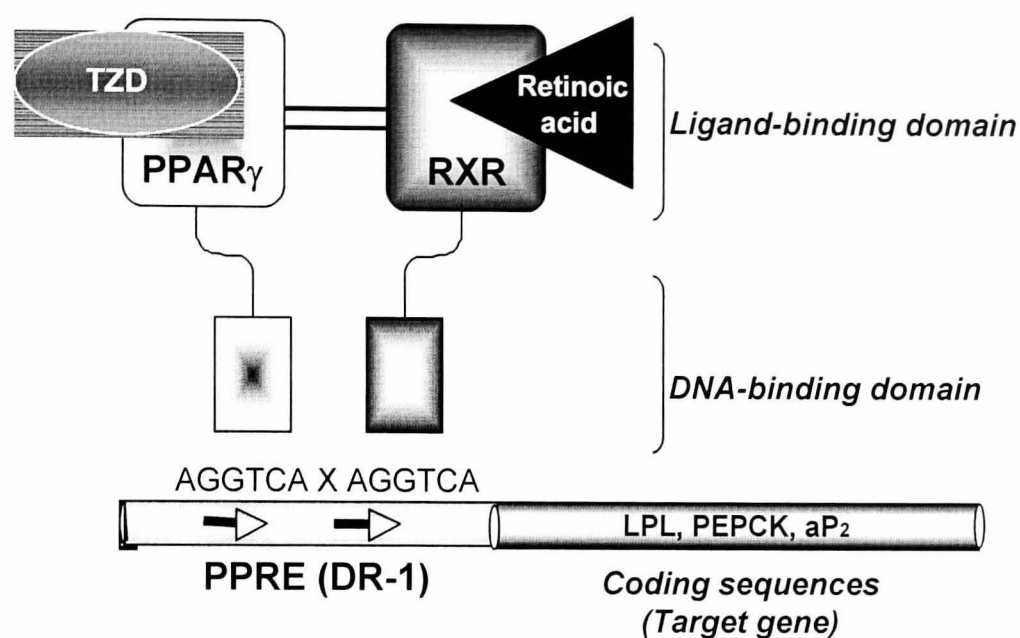 TZD
PPARγ
RXR
Retinoic
acid
Ligand-binding domain
DNA-binding domain
AGGTCA X AGGTCA
LPL, PEPCK, aP₂
PPRE (DR-1)
Coding sequences
(Target gene)